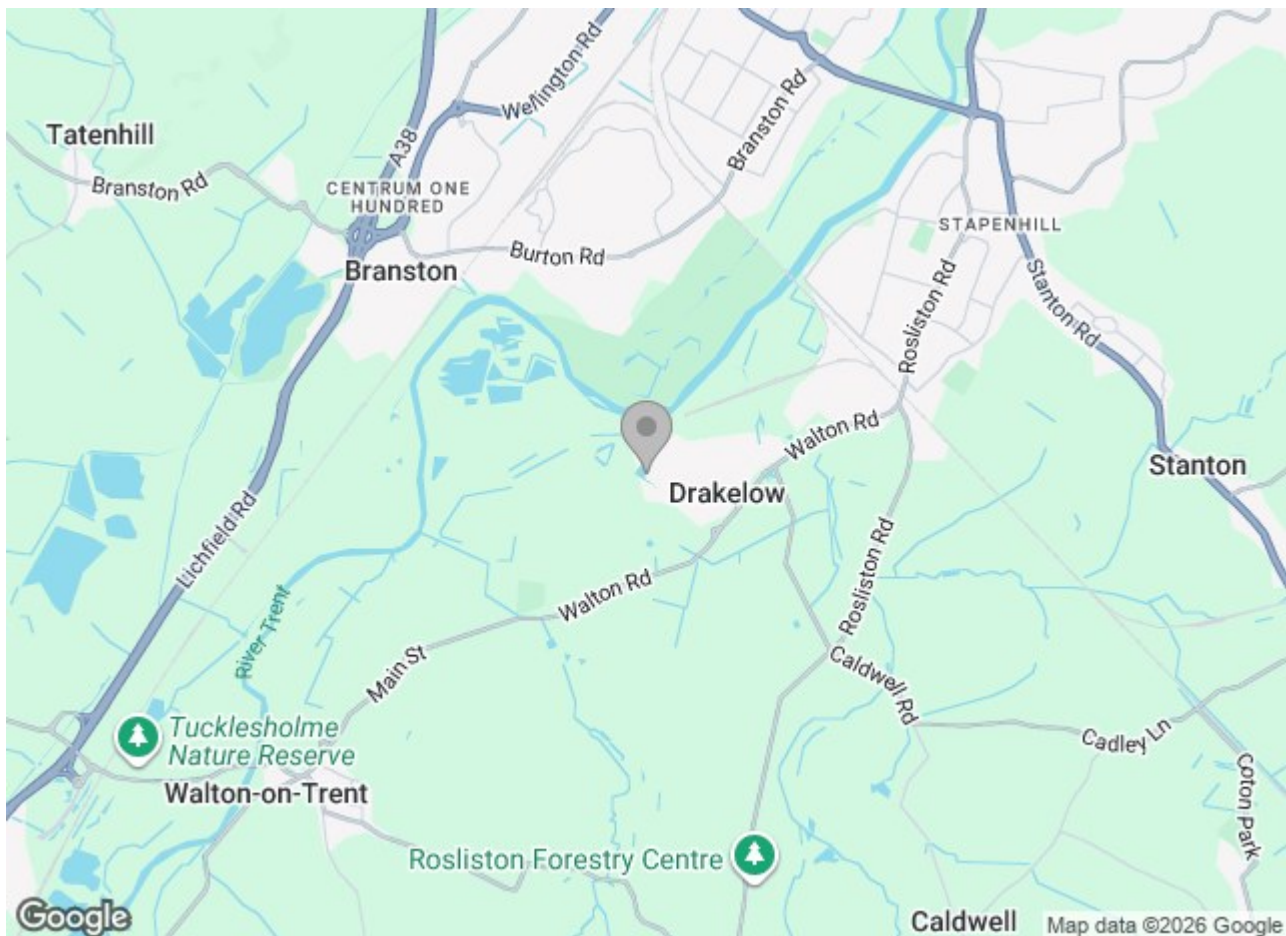 Wellington Rd
Tatenhill
A38
Branston Rd
Branston Rd
CENTRUM ONE
HUNDRED
STAPENHILL
Burton Rd
Branston
Stanton Rd
Rosliston Rd
Walton Rd
Stanton
Drakelow
Lichfield Rd
Walton Rd
Rosliston Rd
River Trent
Main St
Caldwell Rd
Tucklesholme
Nature Reserve
Cadley Ln
Walton-on-Trent
Coton Park
Rosliston Forestry Centre
Caldwell
Google
Map data ©2026 Google